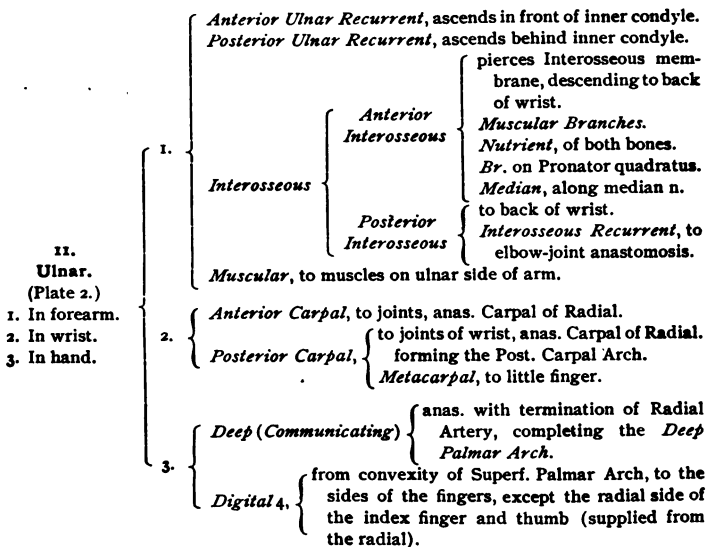 Anterior Ulnar Recurrent, ascends in front of inner condyle.
Posterior Ulnar Recurrent, ascends behind inner condyle.
pierces Interosseous mem-
brane, descending to back
of wrist.
Anterior
Interosseous
Muscular Branches.
Nutrient, of both bones.
Br. on Pronator quadratus.
Median, along median n.
1.
Interosseous
Posterior
Interosseous
to back of wrist.
Interosseous Recurrent, to
elbow-joint anastomosis.
Muscular, to muscles on ulnar side of arm.
11.
Ulnar.
(Plate 2.)
1. In forearm.
2. In wrist.
3. In hand.
2.
Anterior Carpal, to joints, anas. Carpal of Radial.
Posterior Carpal,
to joints of wrist, anas. Carpal of Radial.
forming the Post. Carpal Arch.
Metacarpal, to little finger.
3.
Deep (Communicating)
anas. with termination of Radial
Artery, completing the Deep
Palmar Arch.
Digital 4,
from convexity of Superf. Palmar Arch, to the
sides of the fingers, except the radial side of
the index finger and thumb (supplied from
the radial).